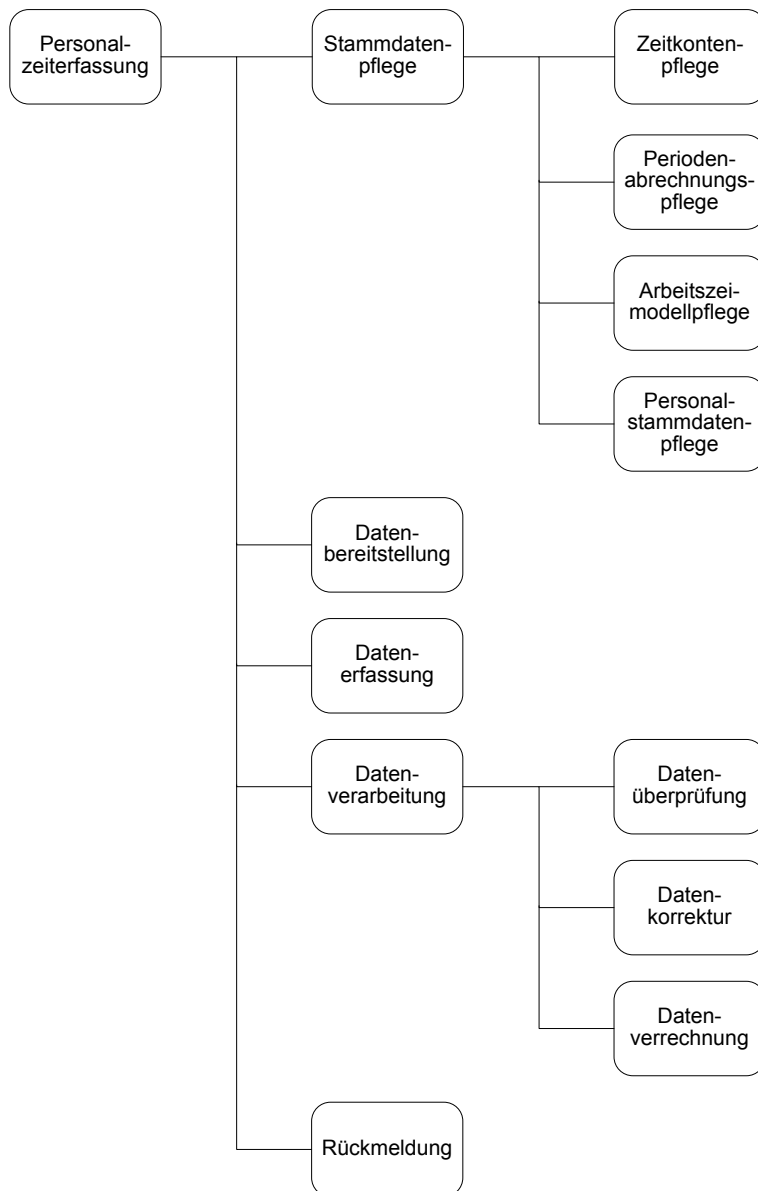 Personal-
zeiterfassung
Stammdaten-
pflege
Zeitkonten-
pflege
Perioden-
abrechnungs-
pflege
Arbeitszei-
modellpflege
Personal-
stammdaten-
pflege
Daten-
bereitstellung
Daten-
erfassung
Daten-
verarbeitung
Daten-
überprüfung
Daten-
korrektur
Daten-
verrechnung
Rückmeldung